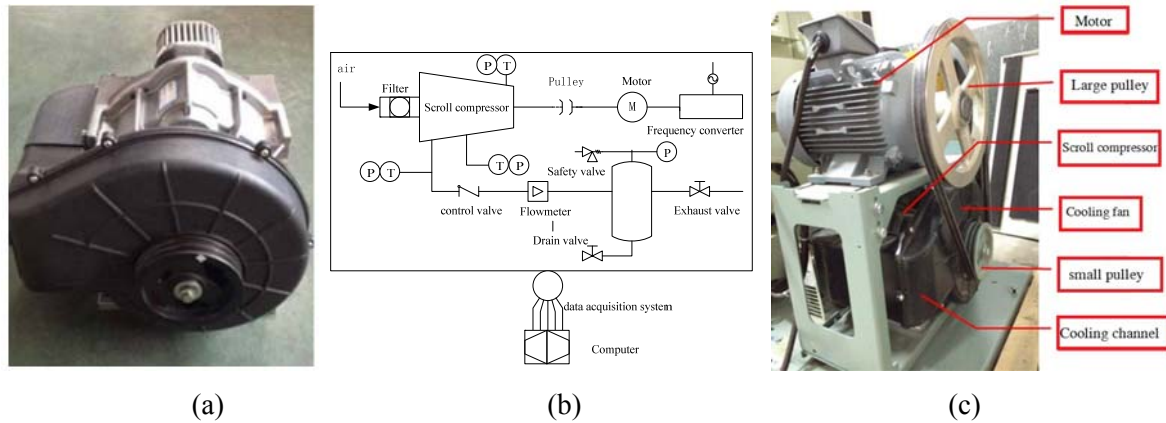 air
Filter
P T
Scroll compressor
Pulley
Motor
M
Frequency converter
P T
T P
Safety valve
P
control valve
Flowmeter
Drain valve
Exhaust valve
data acquisition system
Computer
Motor
Large pulley
Scroll compressor
Cooling fan
small pulley
Cooling channel
(a)
(b)
(c)